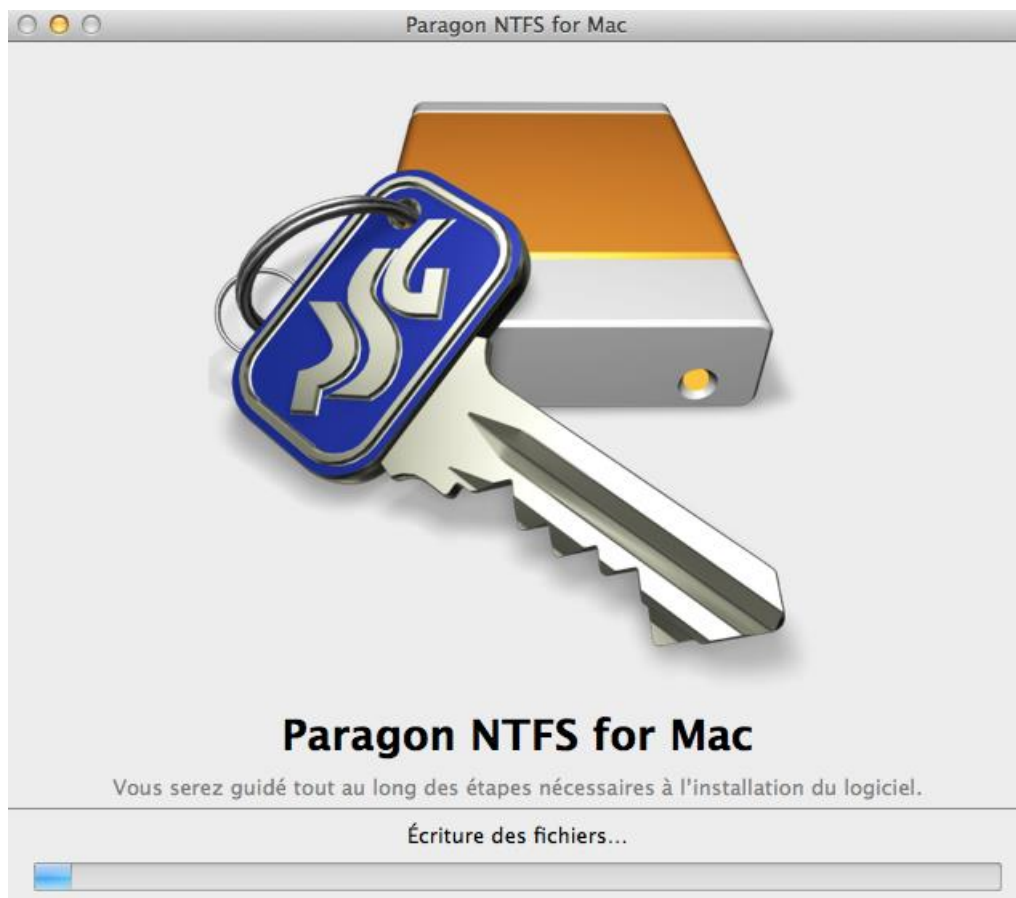 Paragon NTFS for Mac
PSG
Paragon NTFS for Mac
Vous serez guidé tout au long des étapes nécessaires à l'installation du logiciel.
Écriture des fichiers...